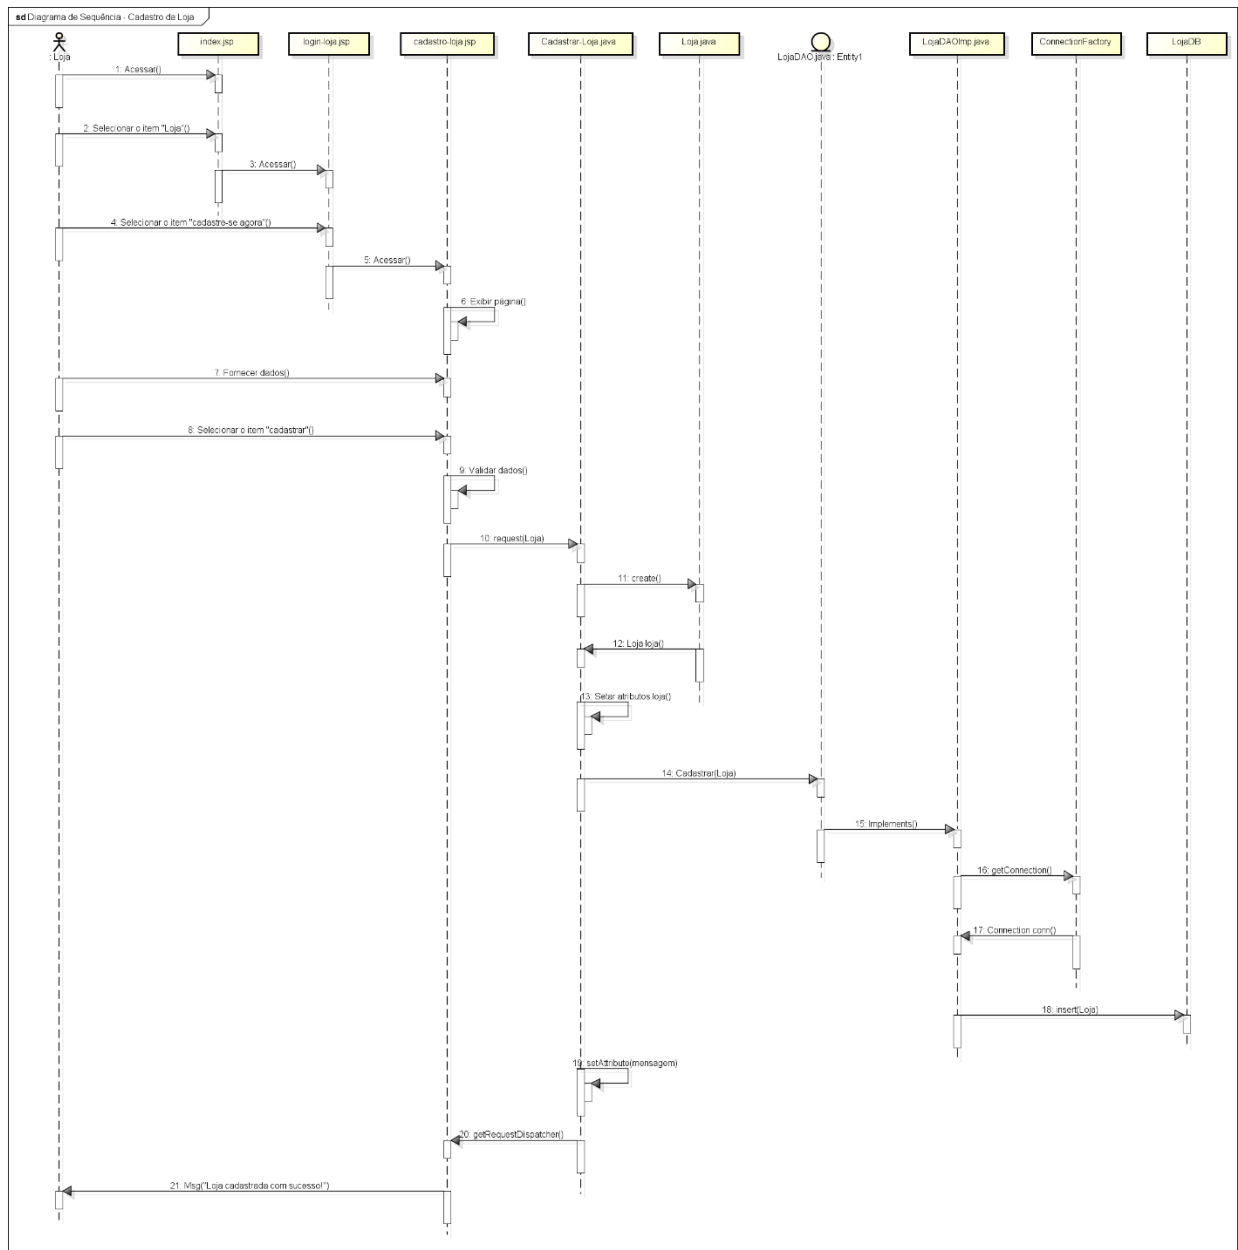 sd Diagrama de Sequência - Cadastro da Loja
: Loja
index.jsp
login-loja.jsp
cadastro-loja.jsp
Cadastrar-Loja.java
Loja.java
LojaDAO.java : Entity1
LojaDAOImp.java
ConnectionFactory
LojaDB
1: Acessar()
2: Selecionar o item "Loja"()
3: Acessar()
4: Selecionar o item "cadastre-se agora"()
5: Acessar()
6: Exibir página()
7: Fornecer dados()
8: Selecionar o item "cadastrar"()
9: Validar dados()
10: request(Loja)
11: create()
12: Loja loja()
13: Setar atributos loja()
14: Cadastrar(Loja)
15: Implements()
16: getConnection()
17: Connection conn()
18: insert(Loja)
19: setAttribute(mensagem)
20: getRequestDispatcher()
21: Msg("Loja cadastrada com sucesso!")